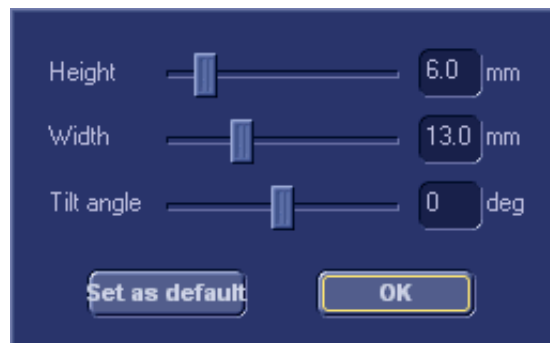 Height 6.0 mm
Width 13.0 mm
Tilt angle 0 deg
Set as default OK